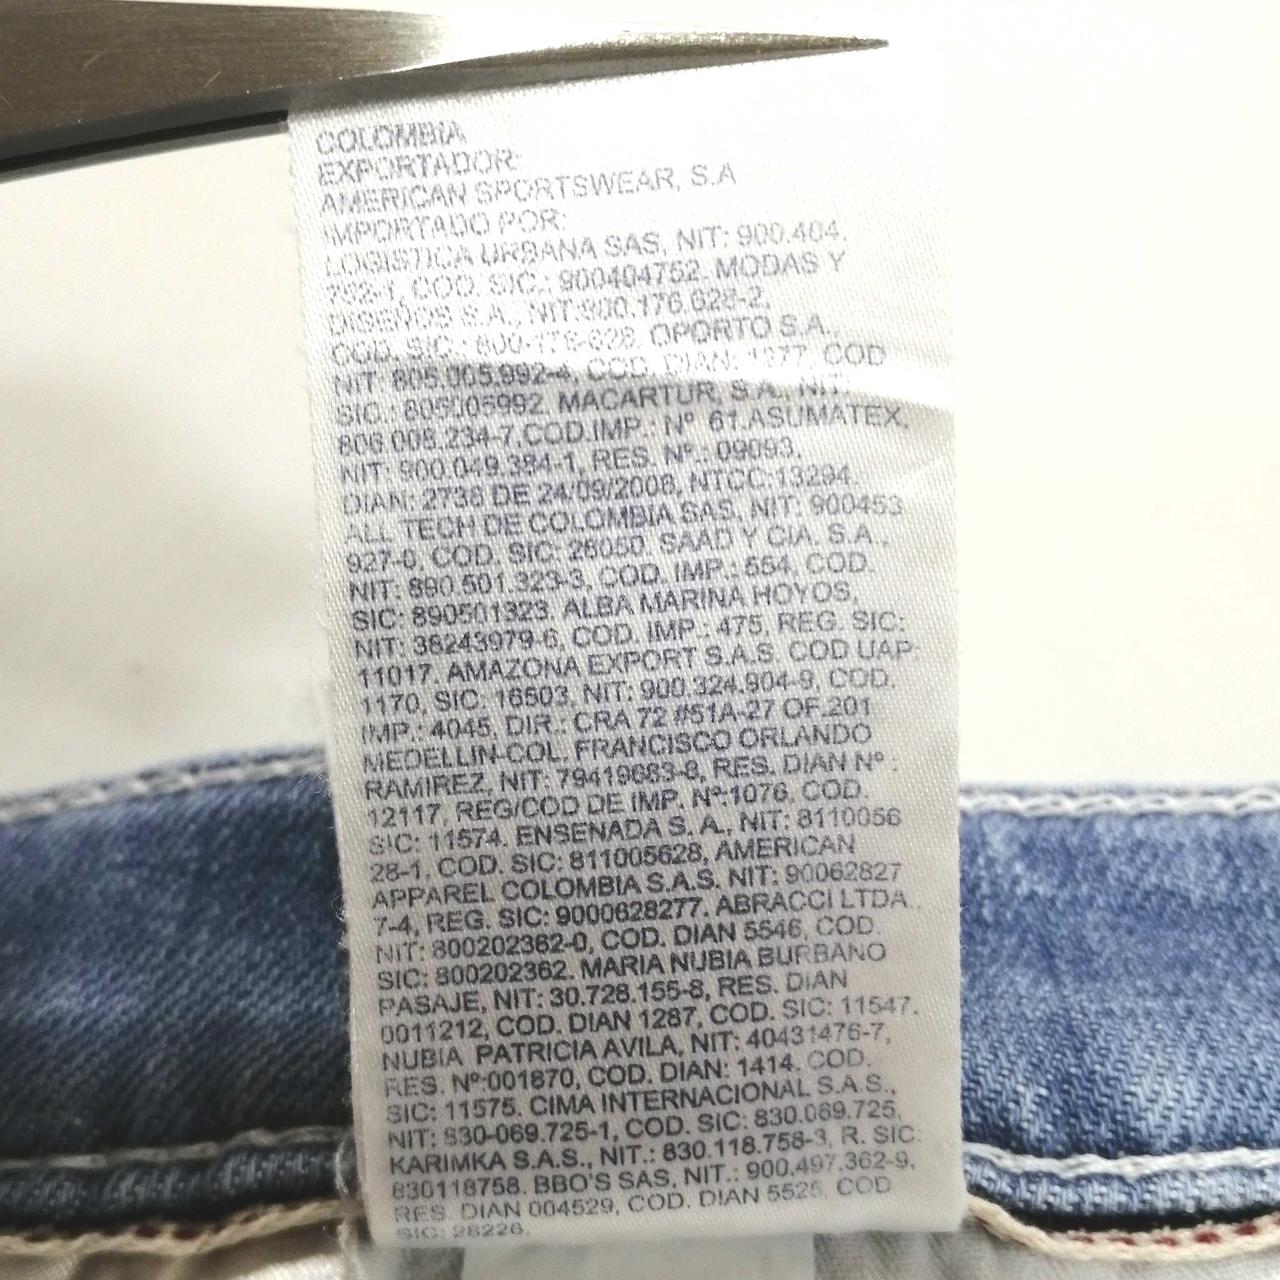 COLOMBIA
EXPORTADOR:
AMERICAN SPORTSWEAR, S.A
IMPORTADO POR:
LOGISTICA URBANA SAS, NIT: 900.404.
752-1, COD. SIC.: 900404752. MODAS Y
DISEÑOS S.A., NIT:800.176.628-2,
COD. SIC.: 800-176-628. OPORTO S.A.,
NIT: 805.005.992-4, COD. DIAN: 1377, COD
SIC.: 805005992. MACARTUR, S.A., NIT:
806.008.234-7,COD.IMP.: Nº 61.ASUMATEX,
NIT: 900.049.384-1, RES. Nº.: 09093,
DIAN: 2738 DE 24/09/2008, NTCC:13294.
ALL TECH DE COLOMBIA SAS, NIT: 900453
927-0, COD. SIC: 26050. SAAD Y CIA. S.A.,
NIT: 890.501.323-3, COD. IMP.: 554, COD.
SIC: 890501323. ALBA MARINA HOYOS,
NIT: 38243979-6, COD. IMP.: 475, REG. SIC:
11017. AMAZONA EXPORT S.A.S. COD UAP:
1170, SIC: 16503, NIT: 900.324.904-9, COD.
IMP.: 4045, DIR.: CRA 72 #51A-27 OF.201
MEDELLIN-COL. FRANCISCO ORLANDO
RAMIREZ, NIT: 79419683-8, RES. DIAN Nº :
12117, REG/COD DE IMP. Nº:1076, COD.
SIC: 11574. ENSENADA S. A., NIT: 8110056
28-1, COD. SIC: 811005628, AMERICAN
APPAREL COLOMBIA S.A.S. NIT: 90062827
7-4, REG. SIC: 9000628277. ABRACCI LTDA.,
NIT: 800202362-0, COD. DIAN 5546, COD.
SIC: 800202362. MARIA NUBIA BURBANO
PASAJE, NIT: 30.728.155-8, RES. DIAN
0011212, COD. DIAN 1287, COD. SIC: 11547.
NUBIA PATRICIA AVILA, NIT: 40431476-7,
RES. Nº:001870, COD. DIAN: 1414. COD.
SIC: 11575. CIMA INTERNACIONAL S.A.S.,
NIT: 830-069.725-1, COD. SIC: 830.069.725,
KARIMKA S.A.S., NIT.: 830.118.758-3, R. SIC:
830118758. BBO'S SAS, NIT.: 900.497.362-9,
RES. DIAN 004529, COD. DIAN 5525, COD
SIC: 28226.